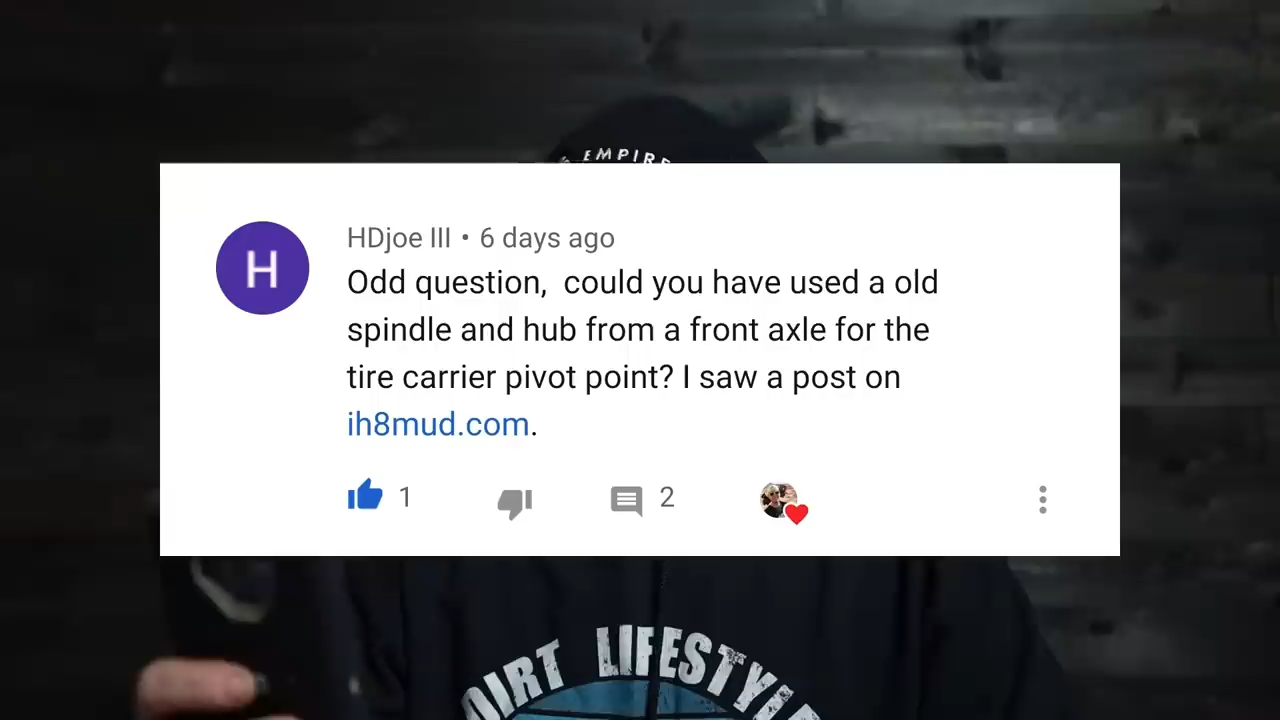 EMPIRE
H
HDjoe III • 6 days ago
Odd question,  could you have used a old
spindle and hub from a front axle for the
tire carrier pivot point? I saw a post on
ih8mud.com.
1 2
DIRT LIFESTYLE